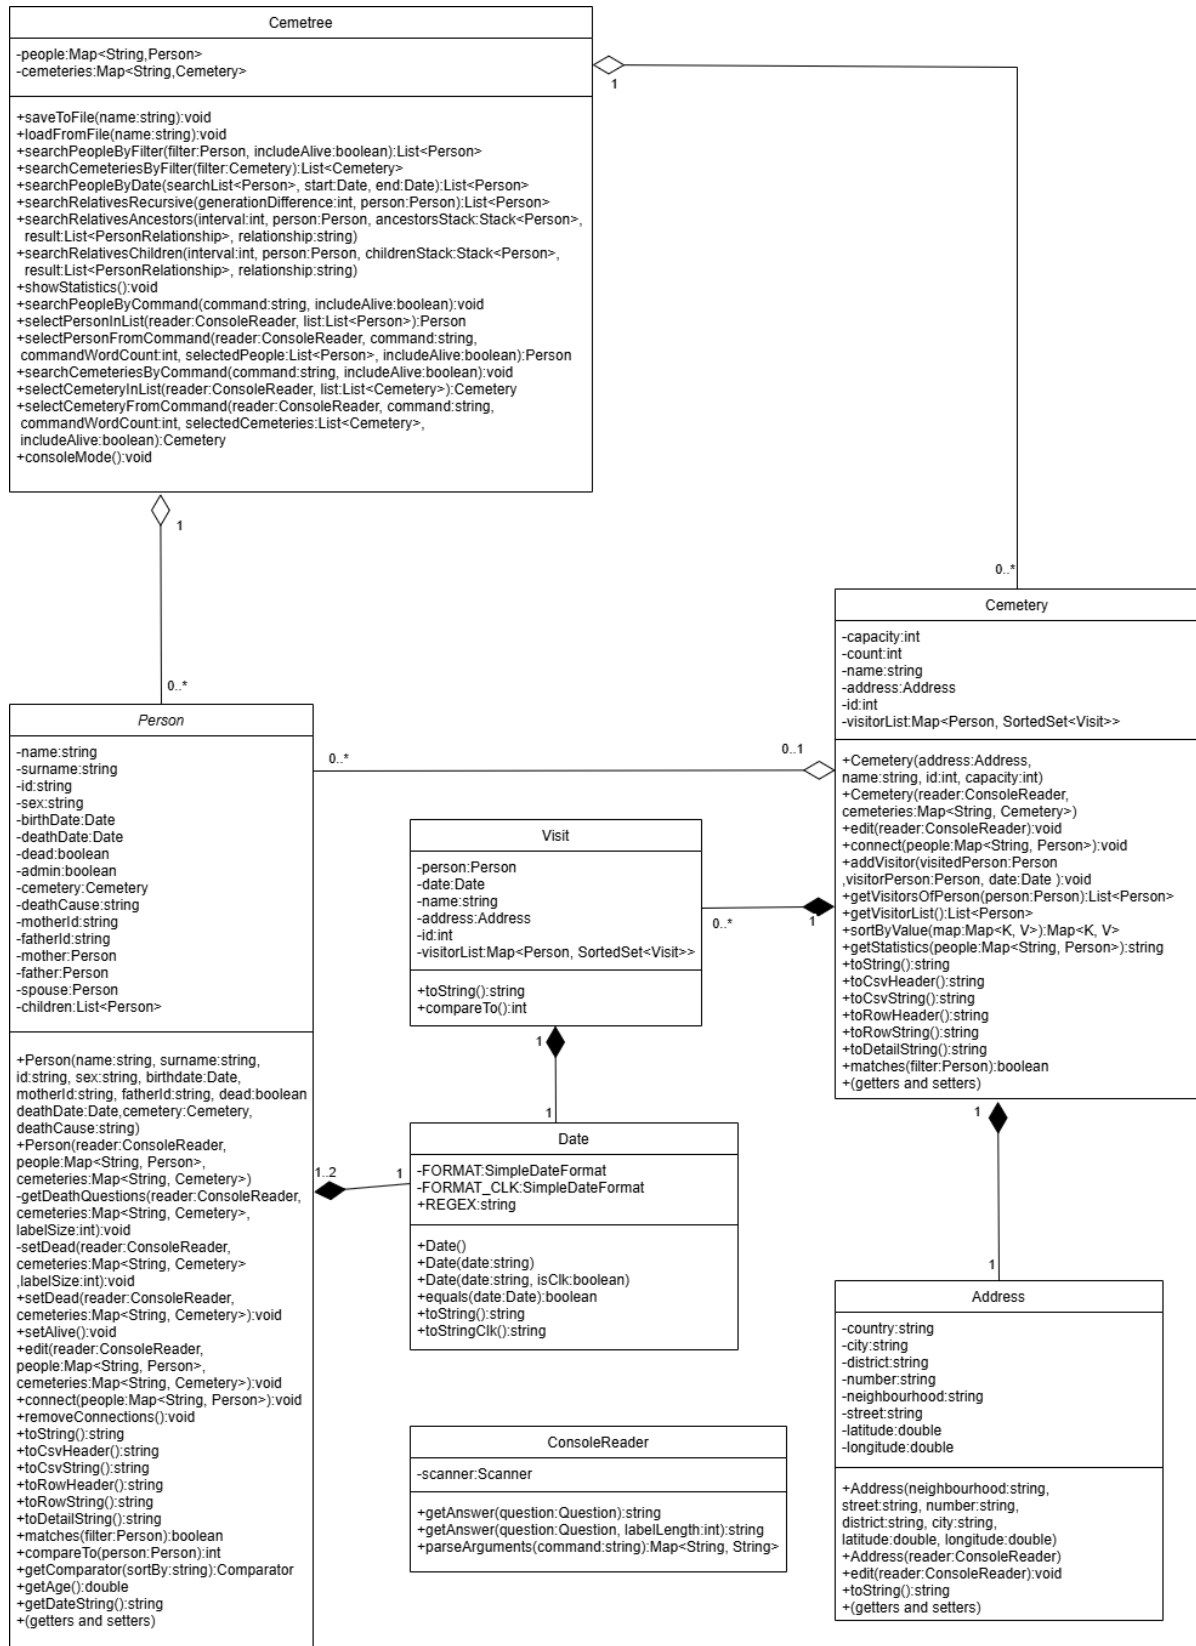 Cemetree
-people:Map<String,Person>
-cemeteries:Map<String,Cemetery>
+saveToFile(name:string):void
+loadFromFile(name:string):void
+searchPeopleByFilter(filter:Person, includeAlive:boolean):List<Person>
+searchCemeteriesByFilter(filter:Cemetery):List<Cemetery>
+searchPeopleByDate(searchList<Person>, start:Date, end:Date):List<Person>
+searchRelativesRecursive(generationDifference:int, person:Person):List<Person>
+searchRelativesAncestors(interval:int, person:Person, ancestorsStack:Stack<Person>,
result:List<PersonRelationship>, relationship:string)
+searchRelativesChildren(interval:int, person:Person, childrenStack:Stack<Person>,
result:List<PersonRelationship>, relationship:string)
+showStatistics():void
+searchPeopleByCommand(command:string, includeAlive:boolean):void
+selectPersonInList(reader:ConsoleReader, list:List<Person>):Person
+selectPersonFromCommand(reader:ConsoleReader, command:string,
commandWordCount:int, selectedPeople:List<Person>, includeAlive:boolean):Person
+searchCemeteriesByCommand(command:string, includeAlive:boolean):void
+selectCemeteryInList(reader:ConsoleReader, list:List<Cemetery>):Cemetery
+selectCemeteryFromCommand(reader:ConsoleReader, command:string,
commandWordCount:int, selectedCemeteries:List<Cemetery>,
includeAlive:boolean):Cemetery
+consoleMode():void
1
1
0..*
0..*
Cemetery
-capacity:int
-count:int
-name:string
-address:Address
-id:int
-visitorList:Map<Person, SortedSet<Visit>>
+Cemetery(address:Address,
name:string, id:int, capacity:int)
+Cemetery(reader:ConsoleReader,
cemeteries:Map<String, Cemetery>)
+edit(reader:ConsoleReader):void
+connect(people:Map<String, Person>):void
+addVisitor(visitedPerson:Person
,visitorPerson:Person, date:Date ):void
+getVisitorsOfPerson(person:Person):List<Person>
+getVisitorList():List<Person>
+sortByValue(map:Map<K, V>):Map<K, V>
+getStatistics(people:Map<String, Person>):string
+toString():string
+toCsvHeader():string
+toCsvString():string
+toRowHeader():string
+toRowString():string
+toDetailString():string
+matches(filter:Person):boolean
+(getters and setters)
0..*
0..1
Person
-name:string
-surname:string
-id:string
-sex:string
-birthDate:Date
-deathDate:Date
-dead:boolean
-admin:boolean
-cemetery:Cemetery
-deathCause:string
-motherId:string
-fatherId:string
-mother:Person
-father:Person
-spouse:Person
-children:List<Person>
+Person(name:string, surname:string,
id:string, sex:string, birthdate:Date,
motherId:string, fatherId:string, dead:boolean
deathDate:Date,cemetery:Cemetery,
deathCause:string)
+Person(reader:ConsoleReader,
people:Map<String, Person>,
cemeteries:Map<String, Cemetery>)
-getDeathQuestions(reader:ConsoleReader,
cemeteries:Map<String, Cemetery>,
labelSize:int):void
-setDead(reader:ConsoleReader,
cemeteries:Map<String, Cemetery>
,labelSize:int):void
+setDead(reader:ConsoleReader,
cemeteries:Map<String, Cemetery>):void
+setAlive():void
+edit(reader:ConsoleReader,
people:Map<String, Person>,
cemeteries:Map<String, Cemetery>):void
+connect(people:Map<String, Person>):void
+removeConnections():void
+toString():string
+toCsvHeader():string
+toCsvString():string
+toRowHeader():string
+toRowString():string
+toDetailString():string
+matches(filter:Person):boolean
+compareTo(person:Person):int
+getComparator(sortBy:string):Comparator
+getAge():double
+getDateString():string
+(getters and setters)
Visit
-person:Person
-date:Date
-name:string
-address:Address
-id:int
-visitorList:Map<Person, SortedSet<Visit>>
+toString():string
+compareTo():int
0..*
1
1
1
1..2
1
Date
-FORMAT:SimpleDateFormat
-FORMAT_CLK:SimpleDateFormat
+REGEX:string
+Date()
+Date(date:string)
+Date(date:string, isClk:boolean)
+equals(date:Date):boolean
+toString():string
+toStringClk():string
1
1
Address
-country:string
-city:string
-district:string
-number:string
-neighbourhood:string
-street:string
-latitude:double
-longitude:double
+Address(neighbourhood:string,
street:string, number:string,
district:string, city:string,
latitude:double, longitude:double)
+Address(reader:ConsoleReader)
+edit(reader:ConsoleReader):void
+toString():string
+(getters and setters)
ConsoleReader
-scanner:Scanner
+getAnswer(question:Question):string
+getAnswer(question:Question, labelLength:int):string
+parseArguments(command:string):Map<String, String>